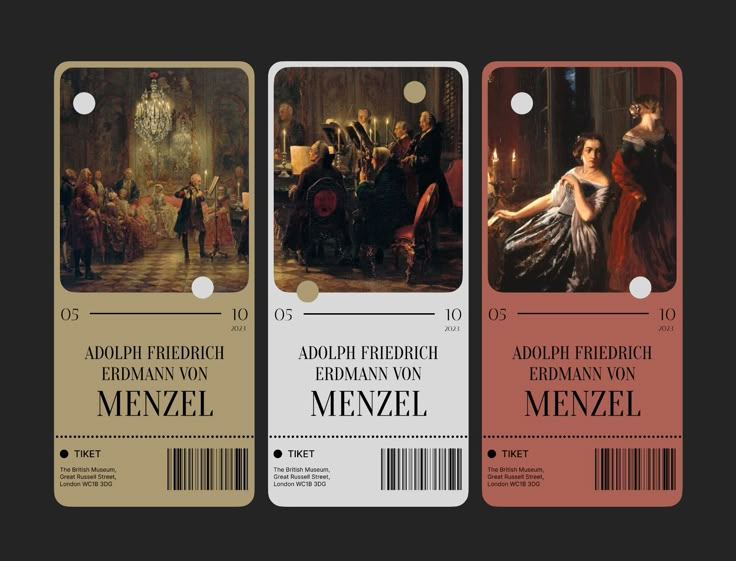 05 10
2023
ADOLPH FRIEDRICH
ERDMANN VON
MENZEL
TIKET
The British Museum,
Great Russell Street,
London WC1B 3DG
05 10
2023
ADOLPH FRIEDRICH
ERDMANN VON
MENZEL
TIKET
The British Museum,
Great Russell Street,
London WC1B 3DG
05 10
2023
ADOLPH FRIEDRICH
ERDMANN VON
MENZEL
TIKET
The British Museum,
Great Russell Street,
London WC1B 3DG